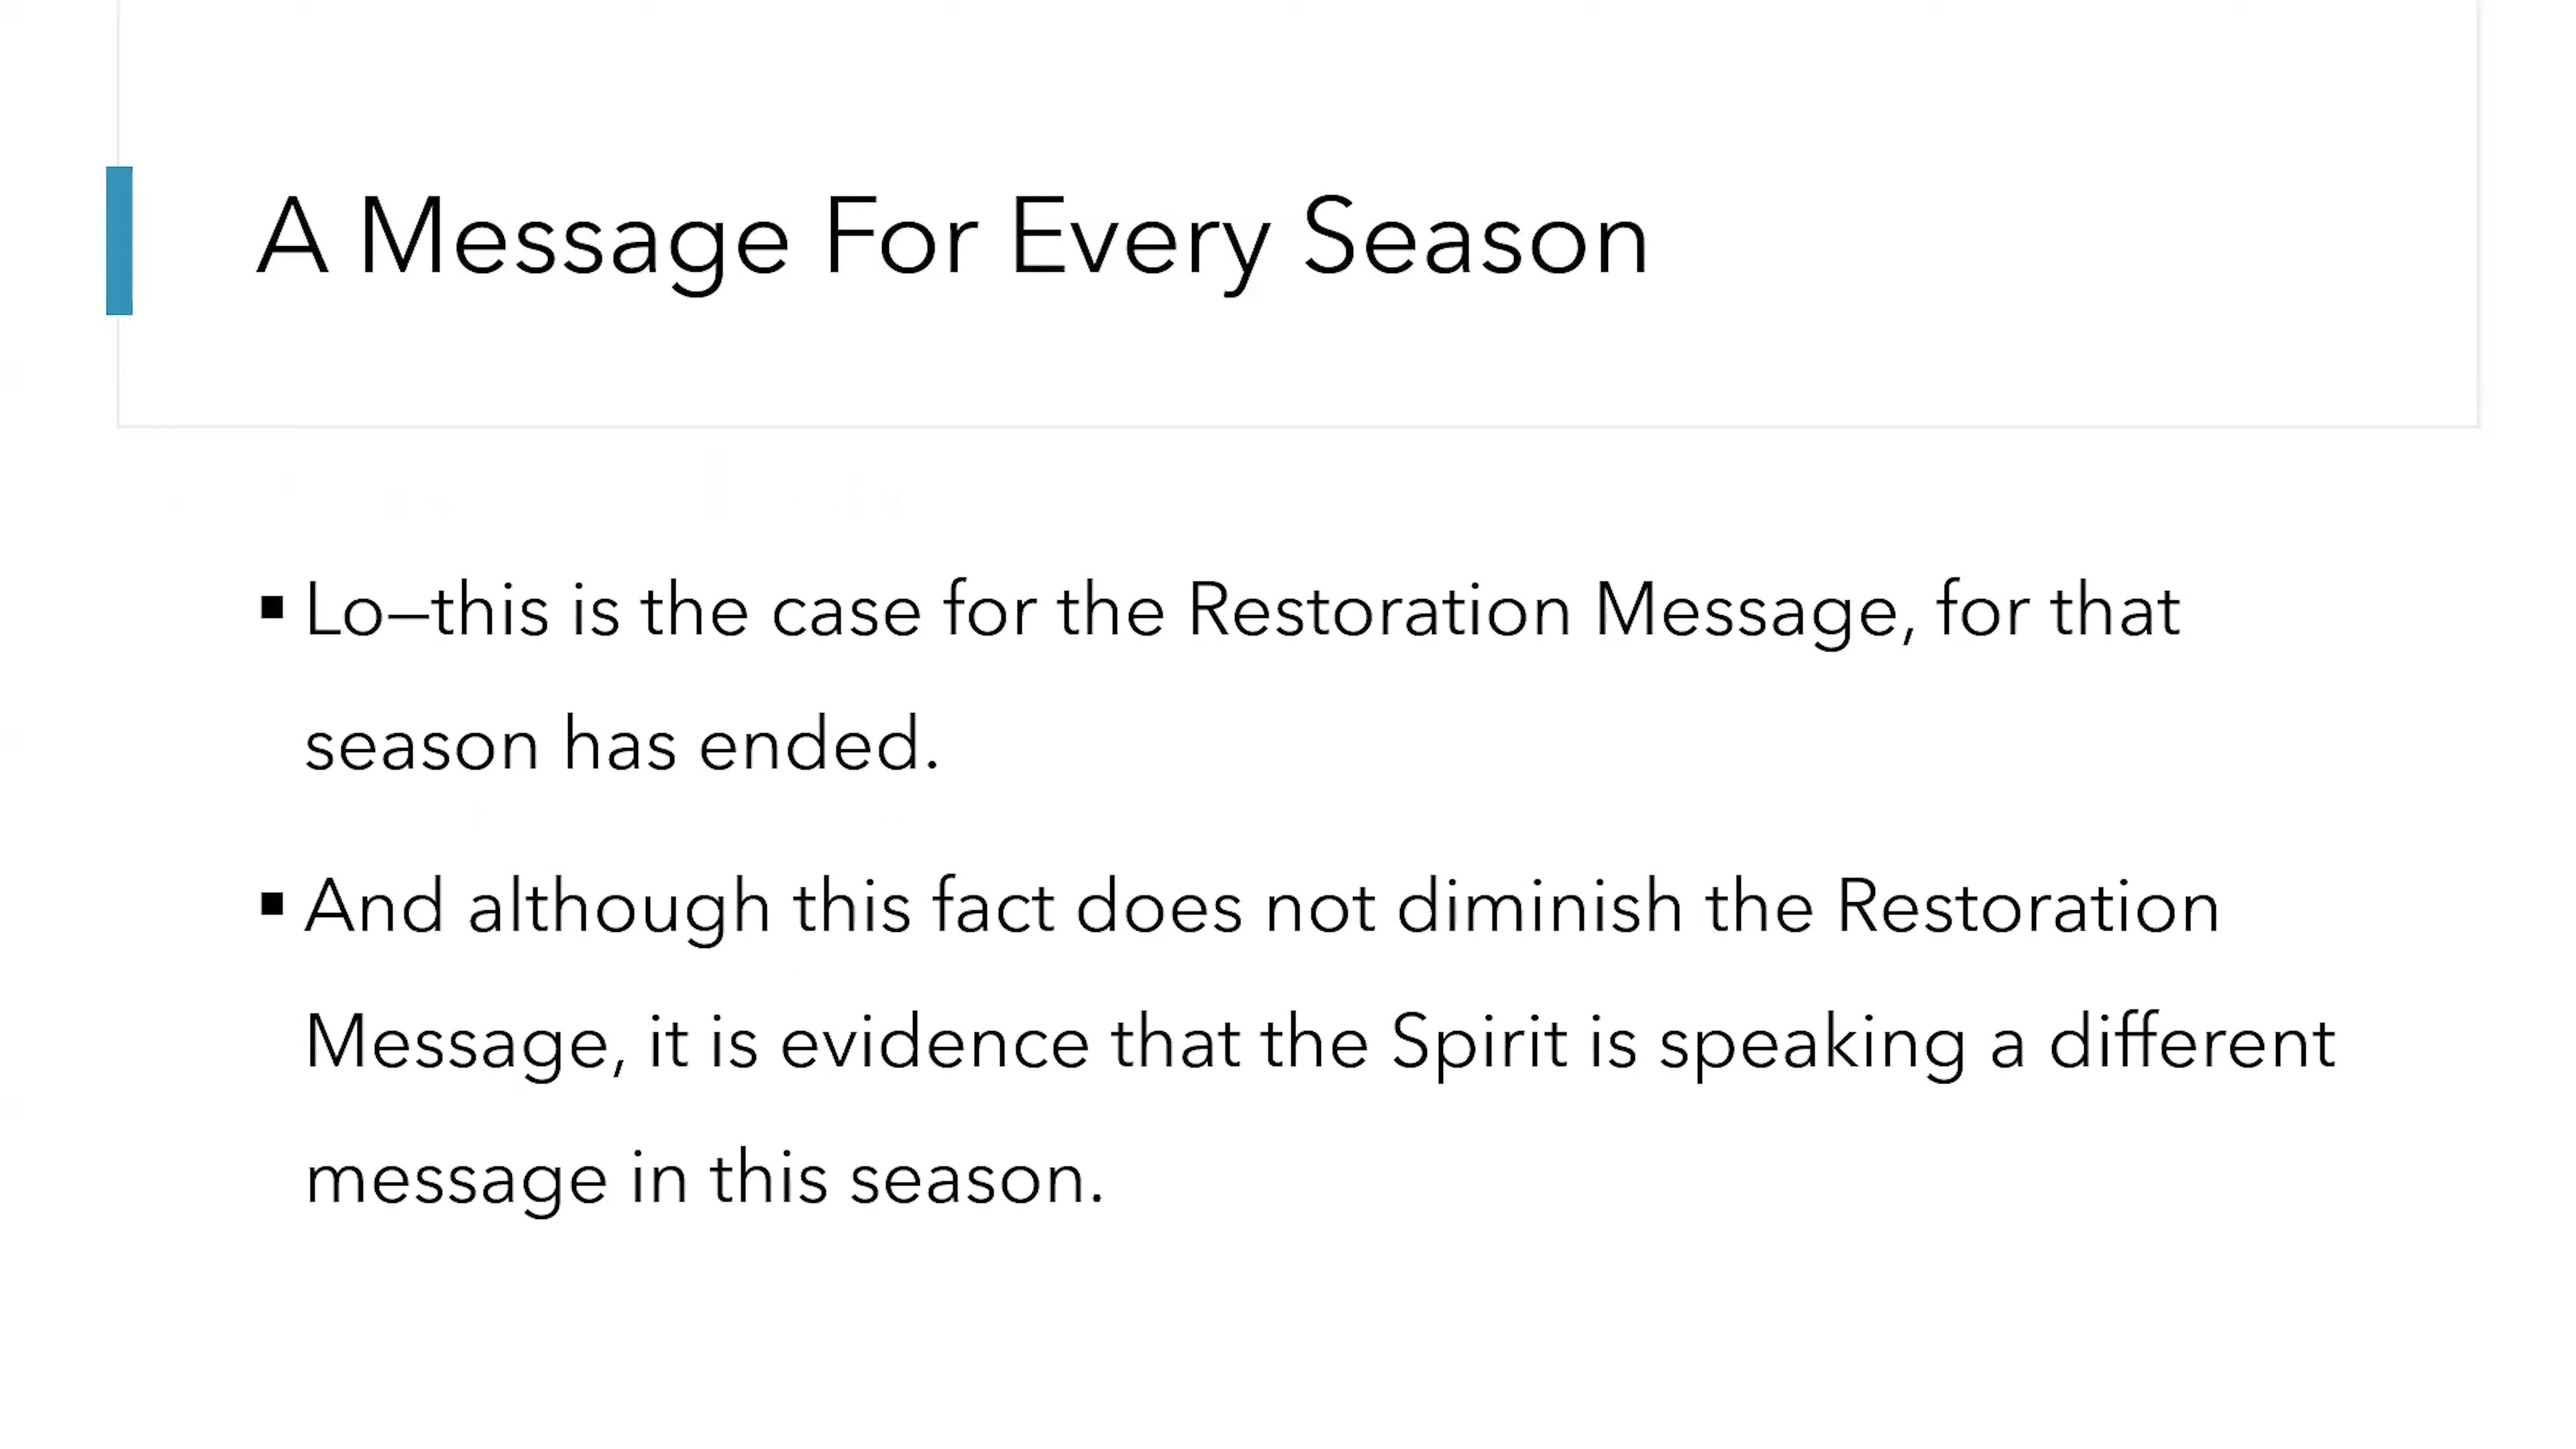 A Message For Every Season
▪ Lo–this is the case for the Restoration Message, for that
season has ended.
▪ And although this fact does not diminish the Restoration
Message, it is evidence that the Spirit is speaking a different
message in this season.